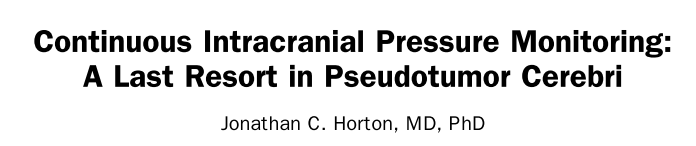 Continuous Intracranial Pressure Monitoring:
A Last Resort in Pseudotumor Cerebri
Jonathan C. Horton, MD, PhD